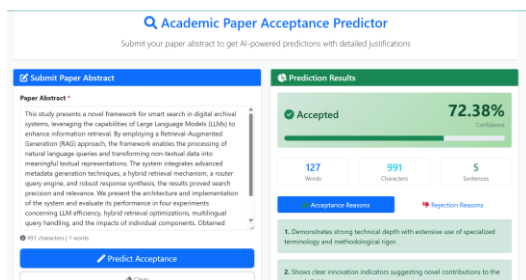 Academic Paper Acceptance Predictor
Submit your paper abstract to get AI-powered predictions with detailed justifications
Submit Paper Abstract
Paper Abstract *
This study presents a novel framework for smart search in digital archival
systems, leveraging the capabilities of Large Language Models (LLMs) to
enhance information retrieval. By employing a Retrieval-Augmented
Generation (RAG) approach, the framework enables the processing of
natural language queries and transforming non-textual data into
meaningful textual representations. The system integrates advanced
metadata generation techniques, a hybrid retrieval mechanism, a router
query engine, and robust response synthesis, the results proved search
precision and relevance. We present the architecture and implementation
of the system and evaluate its performance in four experiments
concerning LLM efficiency, hybrid retrieval optimizations, multilingual
query handling, and the impacts of individual components. Obtained
991 characters | 1 words
Predict Acceptance
Clear
Prediction Results
Accepted
72.38%
Confidence
127
Words
991
Characters
5
Sentences
Acceptance Reasons
Rejection Reasons
1. Demonstrates strong technical depth with extensive use of specialized
terminology and methodological rigor.
2. Shows clear innovation indicators suggesting novel contributions to the